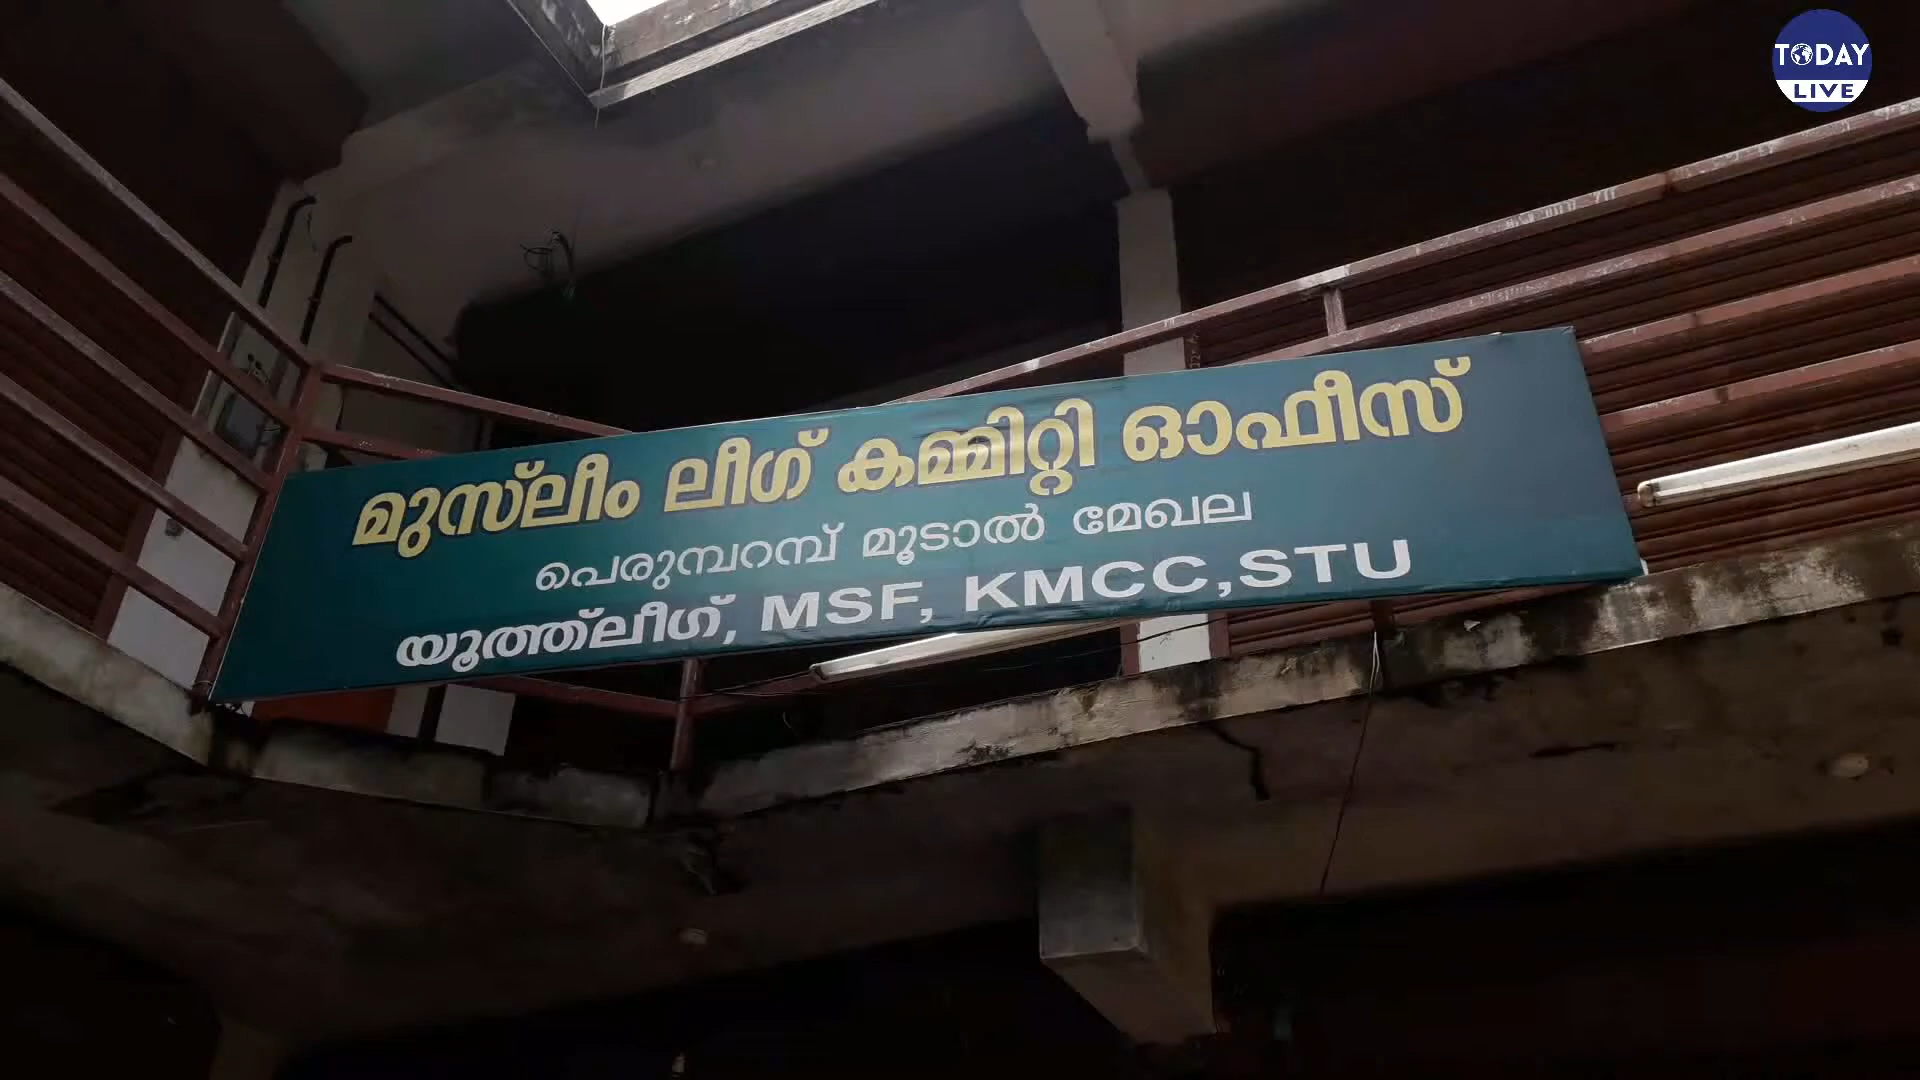 TODAY
LIVE
മുസ്‌ലീം ലീഗ് കമ്മിറ്റി ഓഫീസ്
പെരുമ്പറമ്പ് മൂടാൽ മേഖല
യൂത്ത്‌ലീഗ്, MSF, KMCC,STU